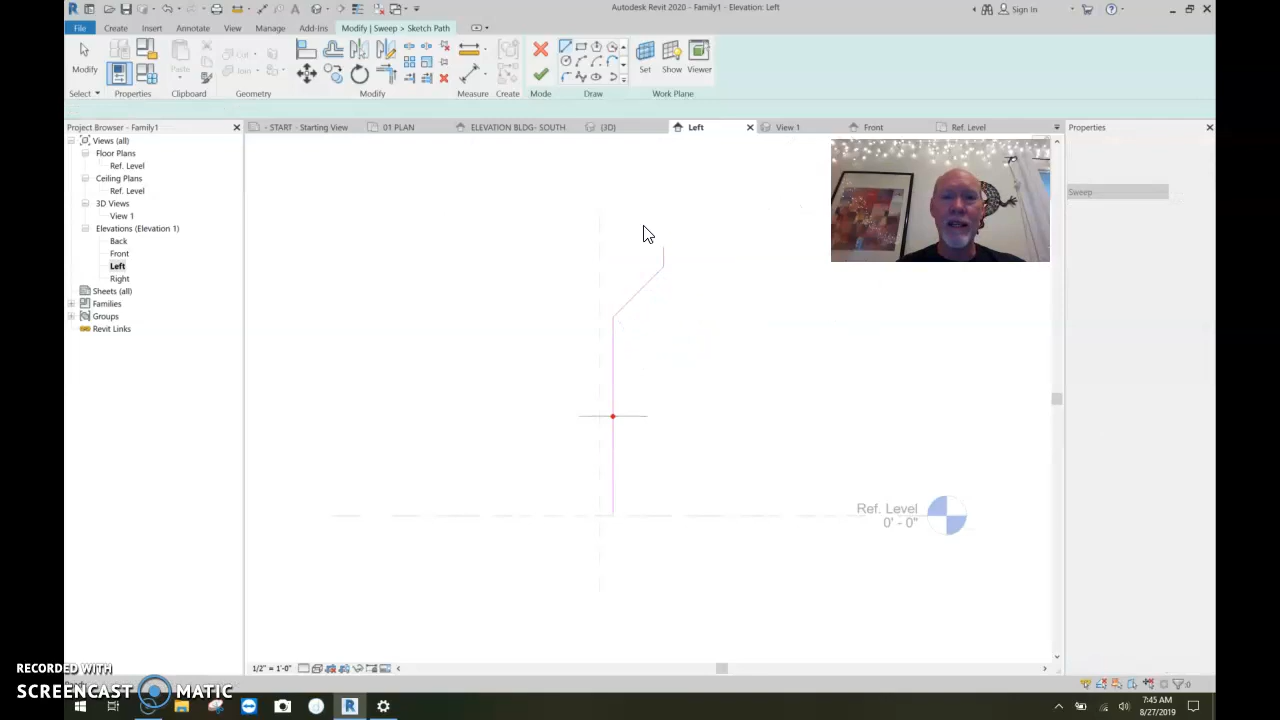 Autodesk Revit 2020 - Family1 - Elevation: Left
Sign In
File Create Insert Annotate View Manage Add-Ins Modify | Sweep > Sketch Path
Modify
Paste
Cut
Join
Set Show Viewer
Select Properties Clipboard Geometry Modify Measure Create Mode Draw Work Plane
Project Browser - Family1
- START - Starting View
01 PLAN
ELEVATION BLDG- SOUTH
(3D)
Left
View 1
Front
Ref. Level
Properties
Sweep
Views (all)
Floor Plans
Ref. Level
Ceiling Plans
Ref. Level
3D Views
View 1
Elevations (Elevation 1)
Back
Front
Left
Right
Sheets (all)
Families
Groups
Revit Links
Ref. Level
0' - 0"
1/2" = 1'-0"
:0
RECORDED WITH
SCREENCAST MATIC
7:45 AM
8/27/2019